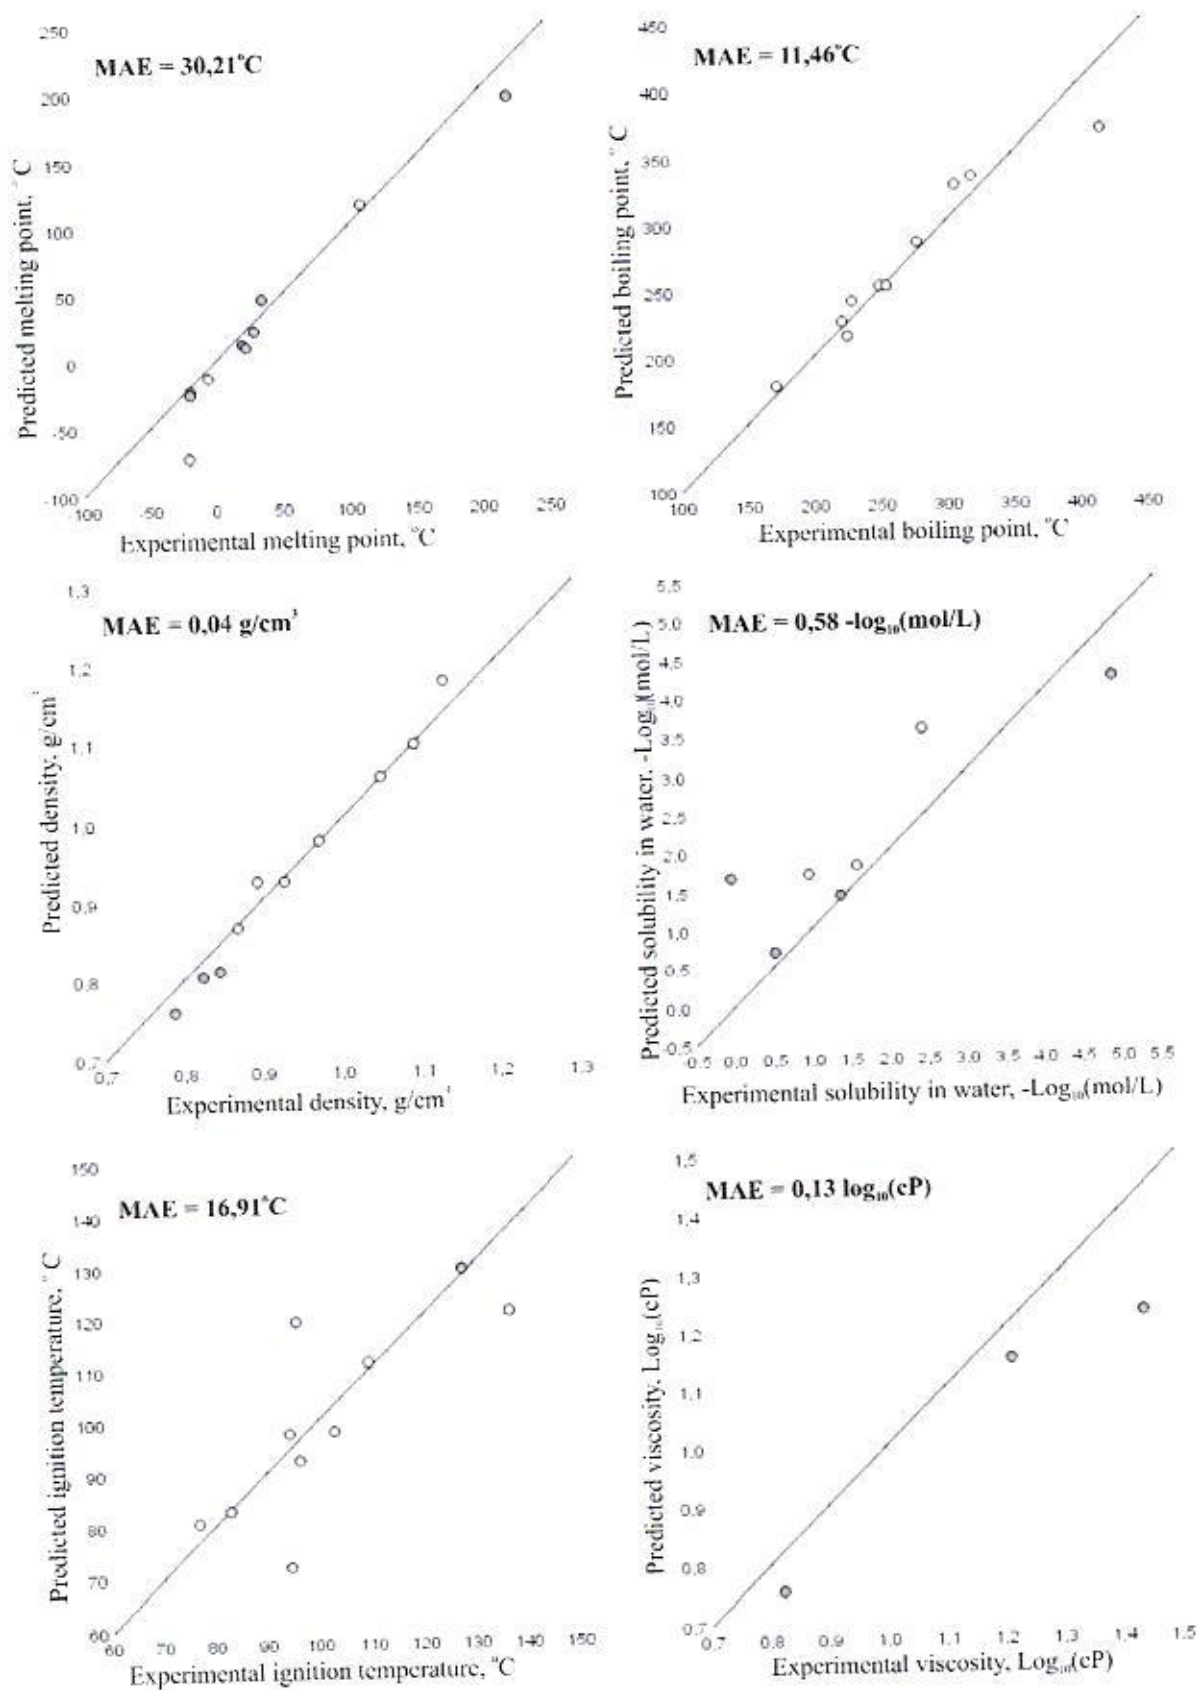 250
MAE = 30,21°C
200
150
100
50
0
-50
-100
Predicted melting point, °C
-100 -50 0 50 100 150 200 250
Experimental melting point, °C
450
MAE = 11,46°C
400
350
300
250
200
150
100
Predicted boiling point, °C
100 150 200 250 300 350 400 450
Experimental boiling point, °C
1,3
MAE = 0,04 g/cm³
1,2
1,1
1,0
0,9
0,8
0,7
Predicted density, g/cm³
0,7 0,8 0,9 1,0 1,1 1,2 1,3
Experimental density, g/cm³
5.5
MAE = 0,58 -log₁₀(mol/L)
5.0
4.5
4.0
3.5
3.0
2.5
2.0
1.5
1.0
0.5
0.0
-0.5
Predicted solubility in water, -Log₁₀(mol/L)
-0.5 0.0 0.5 1.0 1.5 2.0 2.5 3.0 3.5 4.0 4.5 5.0 5.5
Experimental solubility in water, -Log₁₀(mol/L)
150
MAE = 16,91°C
140
130
120
110
100
90
80
70
60
Predicted ignition temperature, °C
60 70 80 90 100 110 120 130 140 150
Experimental ignition temperature, °C
1,5
MAE = 0,13 log₁₀(cP)
1,4
1,3
1,2
1,1
1,0
0,9
0,8
0,7
Predicted viscosity, Log₁₀(cP)
0,7 0,8 0,9 1,0 1,1 1,2 1,3 1,4 1,5
Experimental viscosity, Log₁₀(cP)